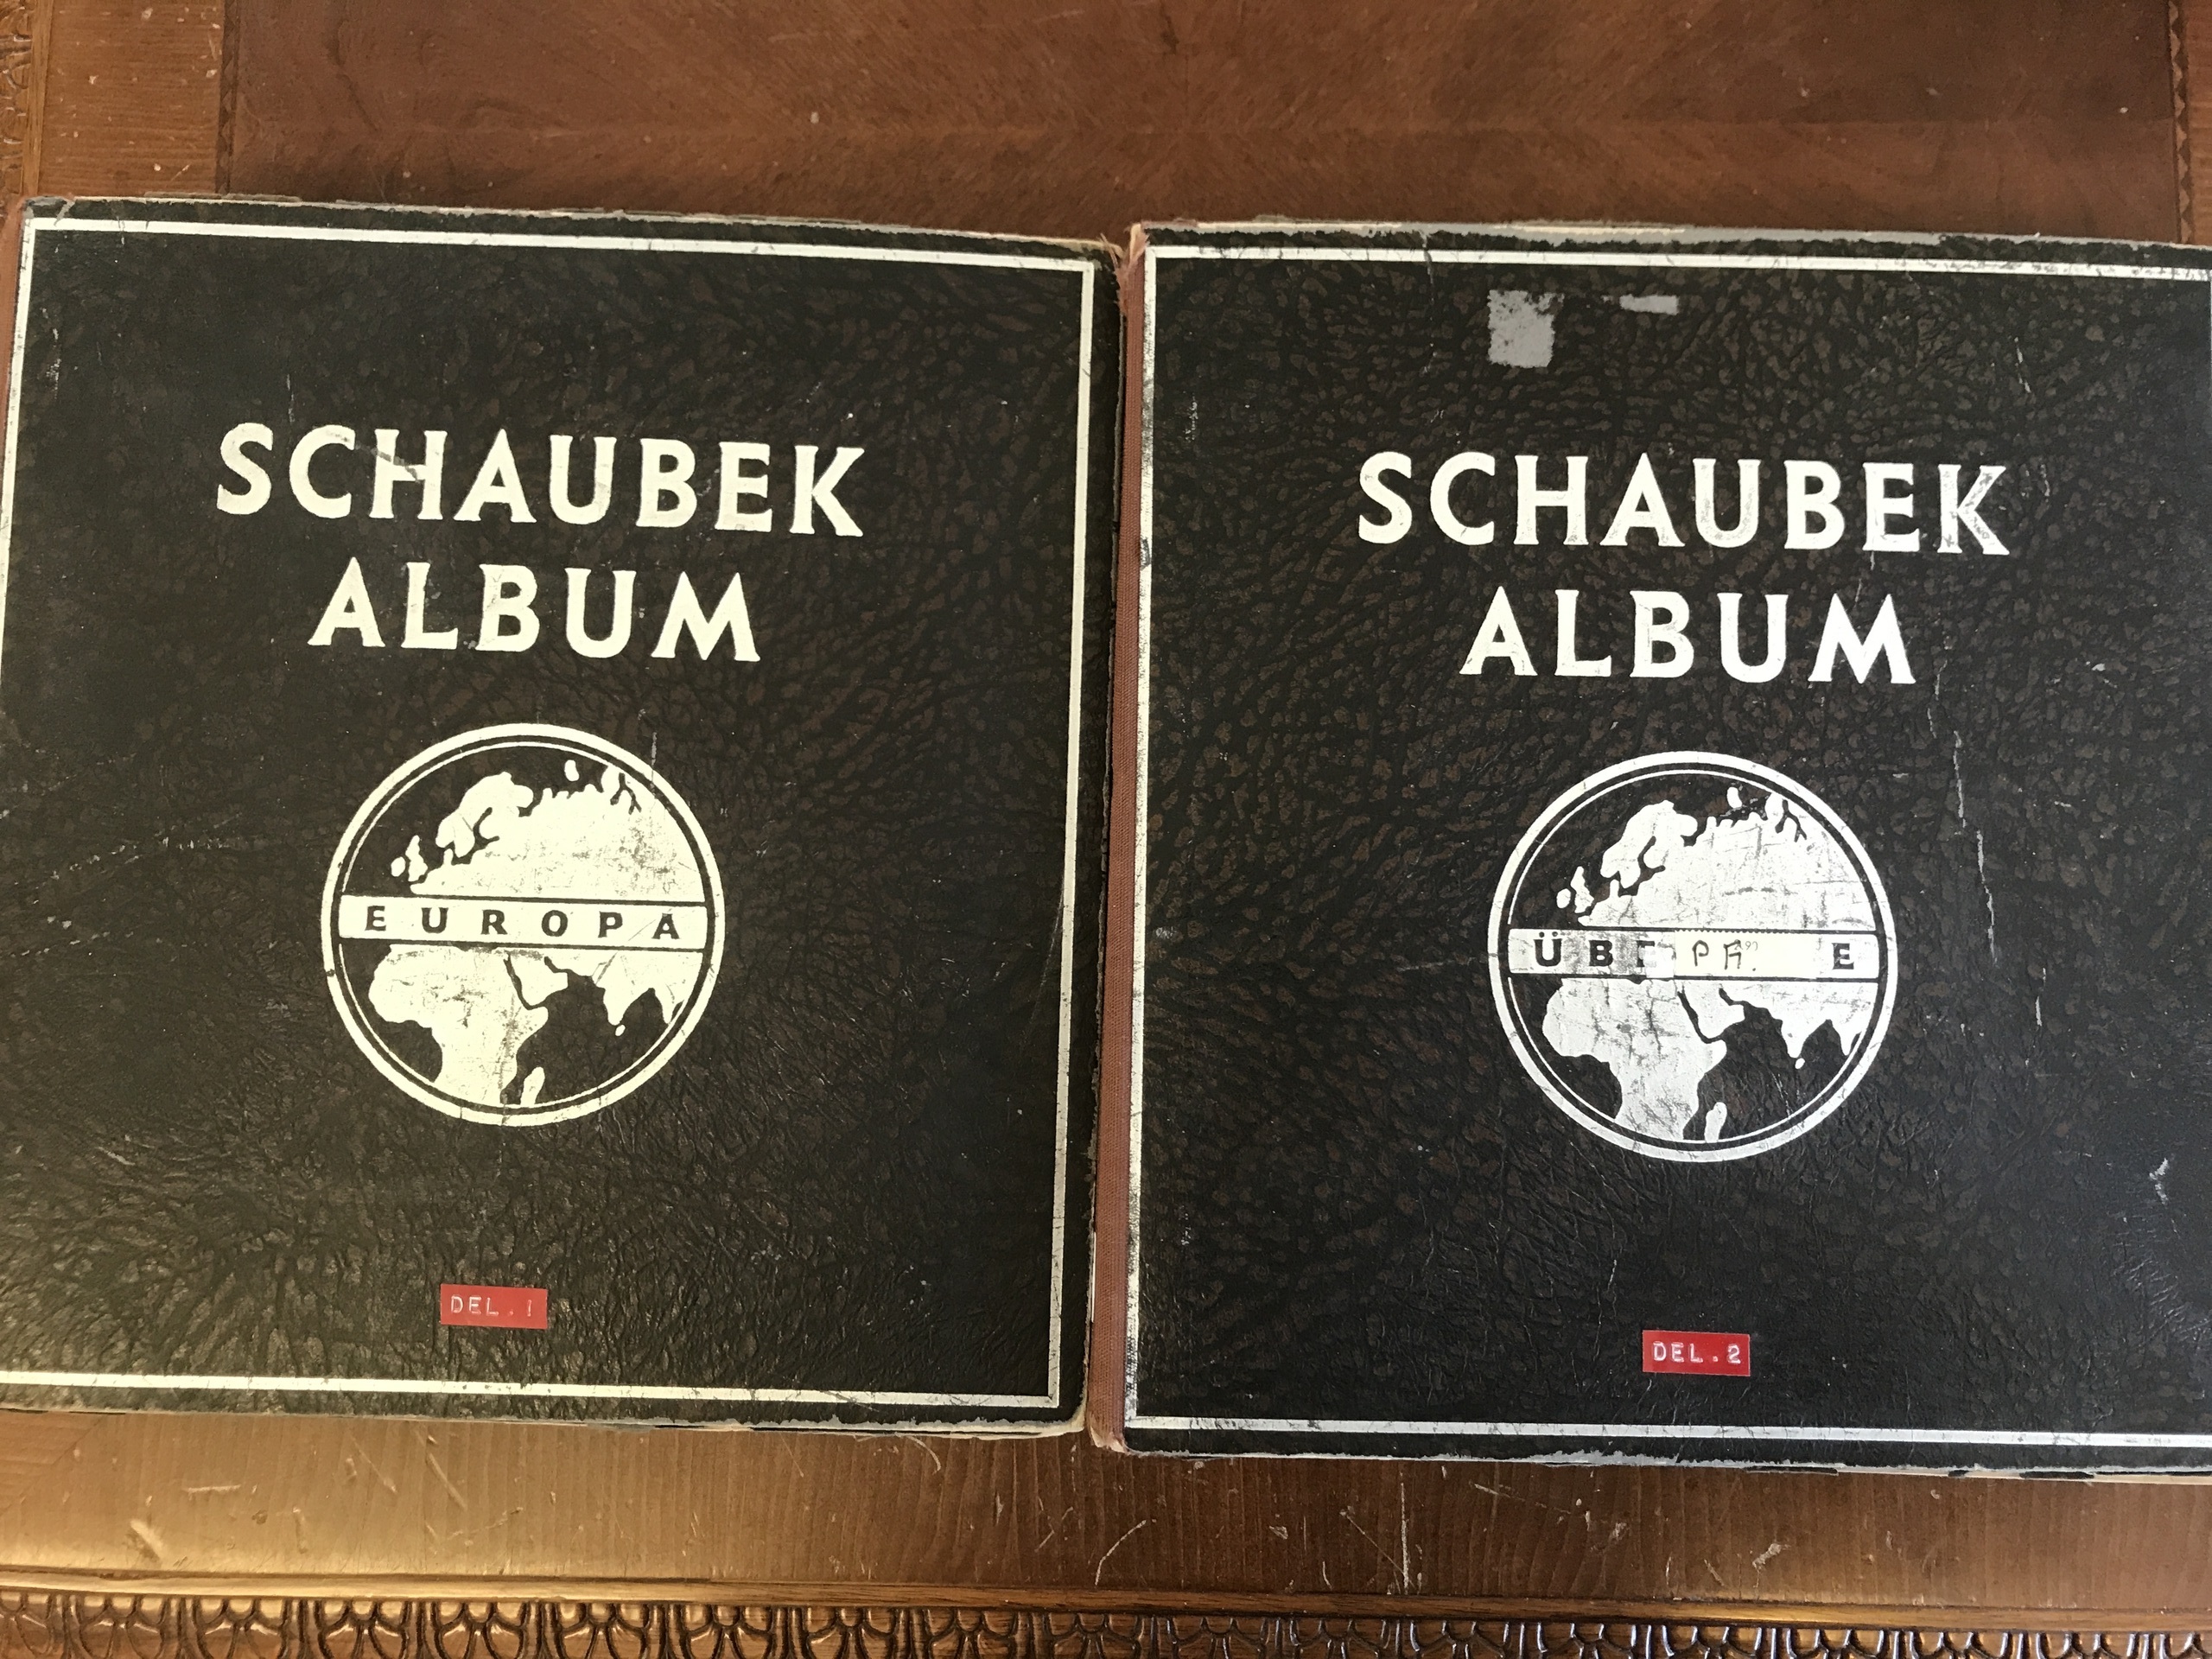 SCHAUBEK
ALBUM
EUROPA
DEL.1
SCHAUBEK
ALBUM
DEL.2